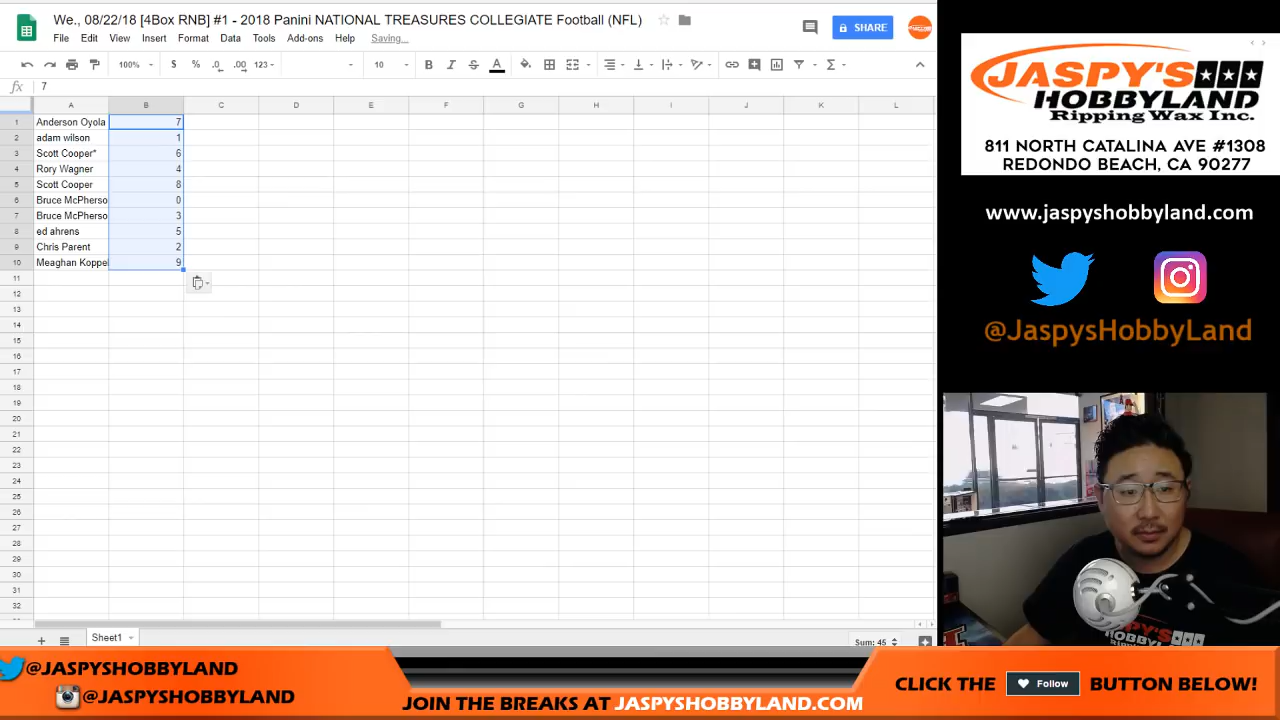 We., 08/22/18 [4Box RNB] #1 - 2018 Panini NATIONAL TREASURES COLLEGIATE Football (NFL)
File Edit View Insert Format Data Tools Add-ons Help Saving...
SHARE
100% $ % .0 .00 123 10 B I S A
fx 7
A B C D E F G H I J K L
1 Anderson Oyola 7
2 adam wilson 1
3 Scott Cooper* 6
4 Rory Wagner 4
5 Scott Cooper 8
6 Bruce McPherso 0
7 Bruce McPherso 3
8 ed ahrens 5
9 Chris Parent 2
10 Meaghan Koppel 9
11
12
13
14
15
16
17
18
19
20
21
22
23
24
25
26
27
28
29
30
31
32
Sheet1
Sum: 45
JASPY'S
HOBBYLAND
Ripping Wax Inc.
811 NORTH CATALINA AVE #1308
REDONDO BEACH, CA 90277
www.jaspyshobbyland.com
@JaspysHobbyLand
JASPY'S
HOBBYLAND
@JASPYSHOBBYLAND
@JASPYSHOBBYLAND
JOIN THE BREAKS AT JASPYSHOBBYLAND.COM
CLICK THE Follow BUTTON BELOW!